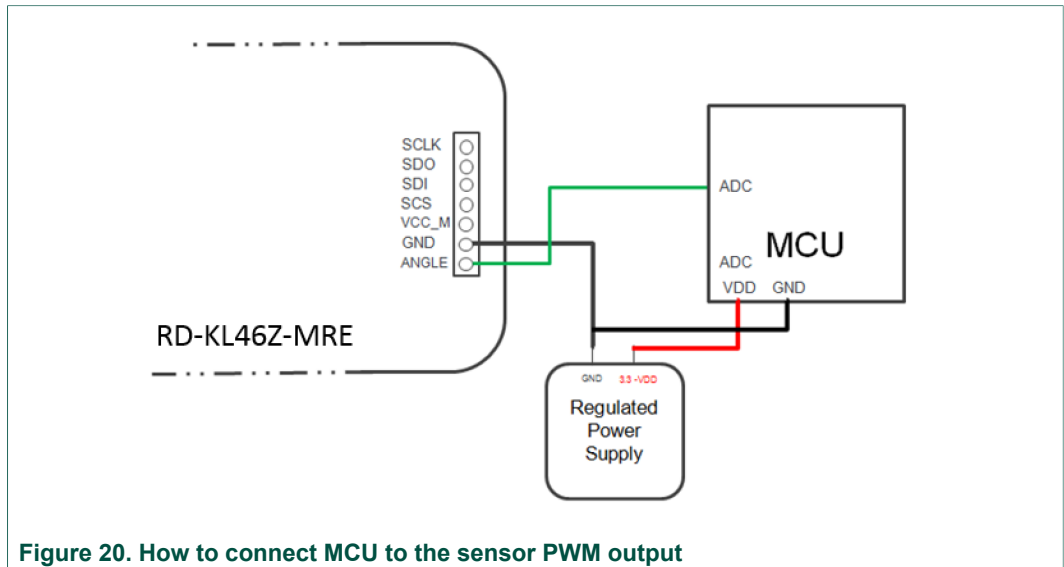 SCLK
SDO
SDI
SCS
VCC_M
GND
ANGLE
RD-KL46Z-MRE
ADC
MCU
ADC
VDD GND
GND 3.3 -VDD
Regulated
Power
Supply
Figure 20. How to connect MCU to the sensor PWM output